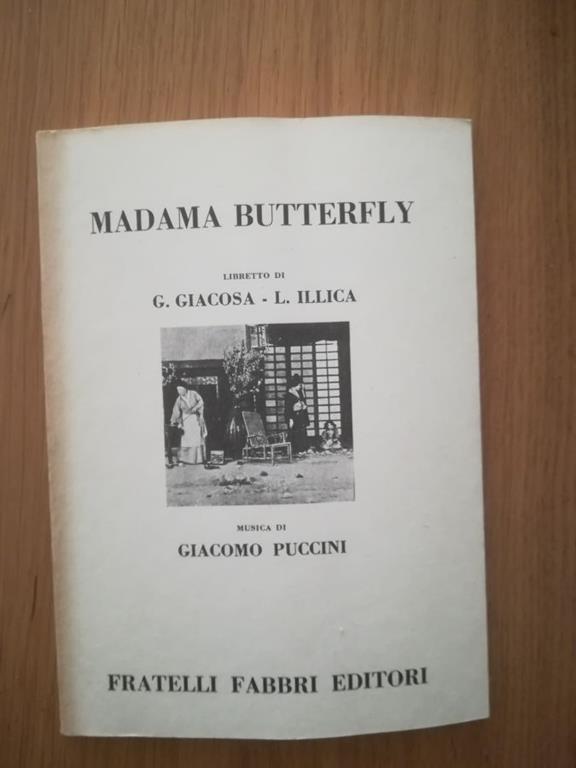 MADAMA BUTTERFLY
LIBRETTO DI
G. GIACOSA - L. ILLICA
MUSICA DI
GIACOMO PUCCINI
FRATELLI FABBRI EDITORI